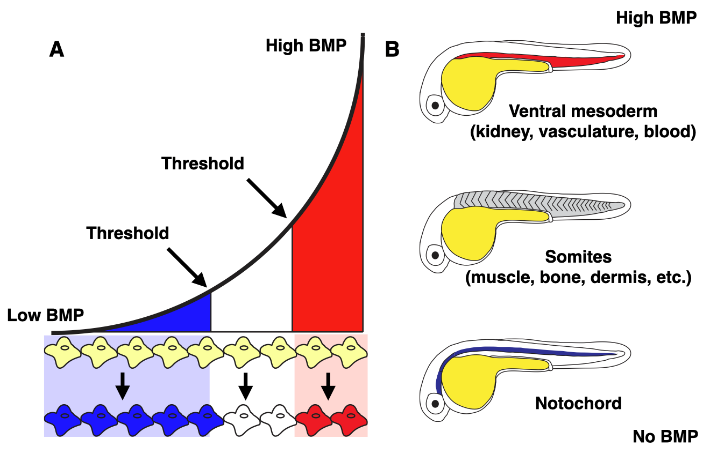 A
High BMP
Threshold
Threshold
Low BMP
B
High BMP
Ventral mesoderm
(kidney, vasculature, blood)
Somites
(muscle, bone, dermis, etc.)
Notochord
No BMP